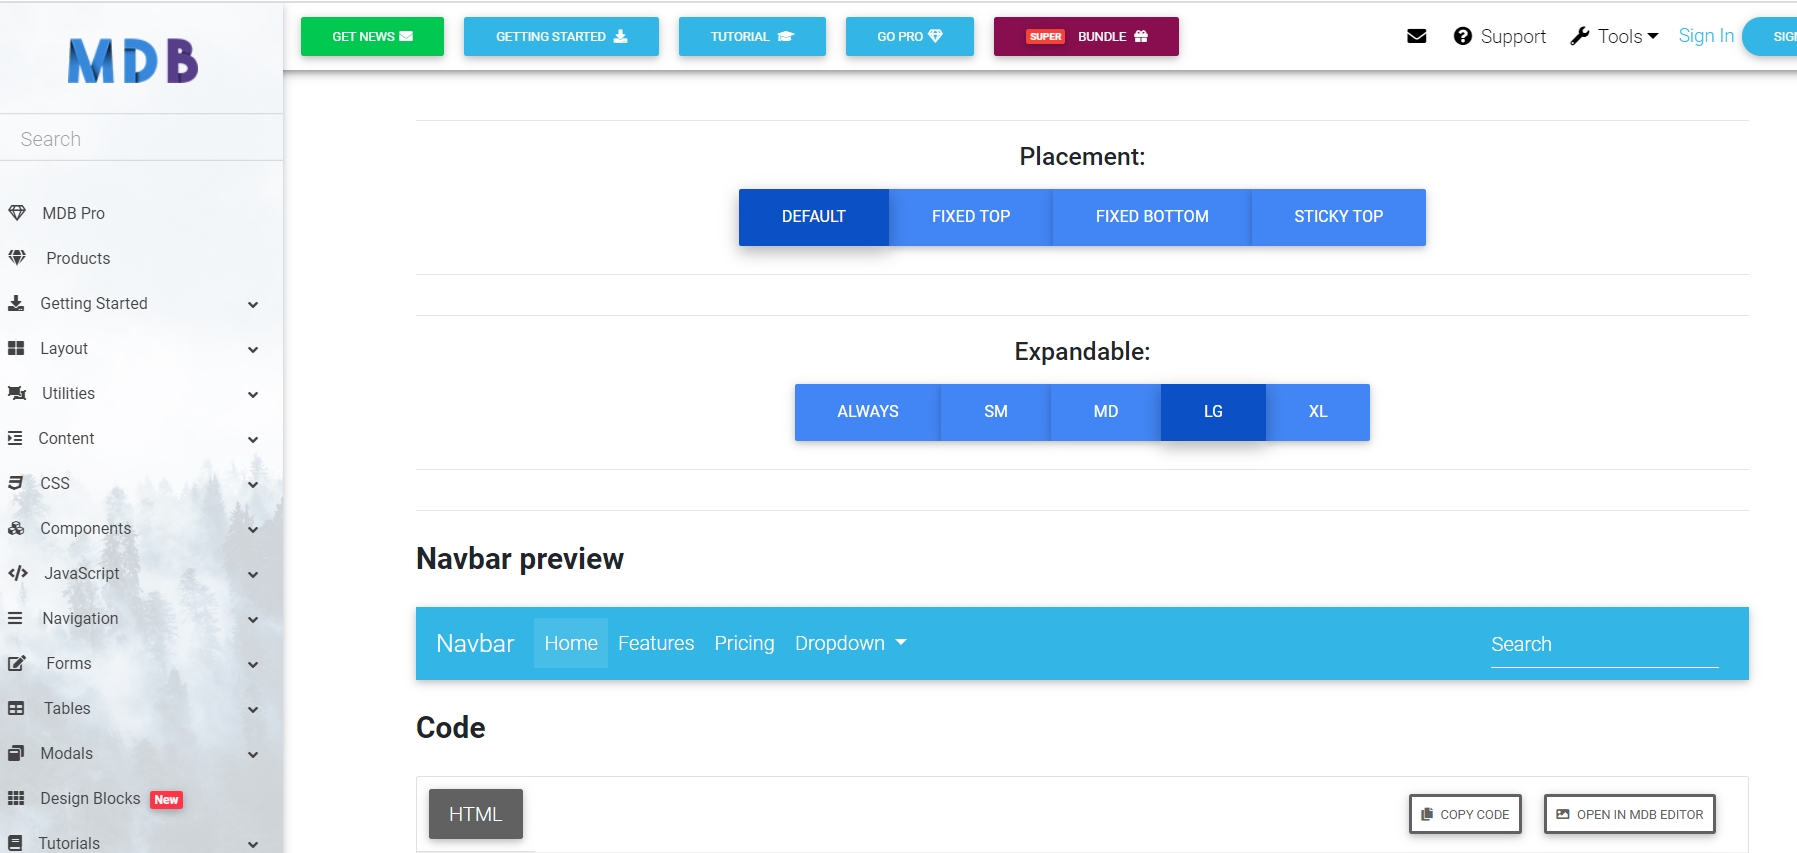 MDB
GET NEWS
GETTING STARTED
TUTORIAL
GO PRO
SUPER BUNDLE
Support
Tools
Sign In
Search
MDB Pro
Products
Getting Started
Layout
Utilities
Content
CSS
Components
JavaScript
Navigation
Forms
Tables
Modals
Design Blocks New
Tutorials
Placement:
DEFAULT FIXED TOP FIXED BOTTOM STICKY TOP
Expandable:
ALWAYS SM MD LG XL
Navbar preview
Navbar Home Features Pricing Dropdown Search
Code
HTML COPY CODE OPEN IN MDB EDITOR